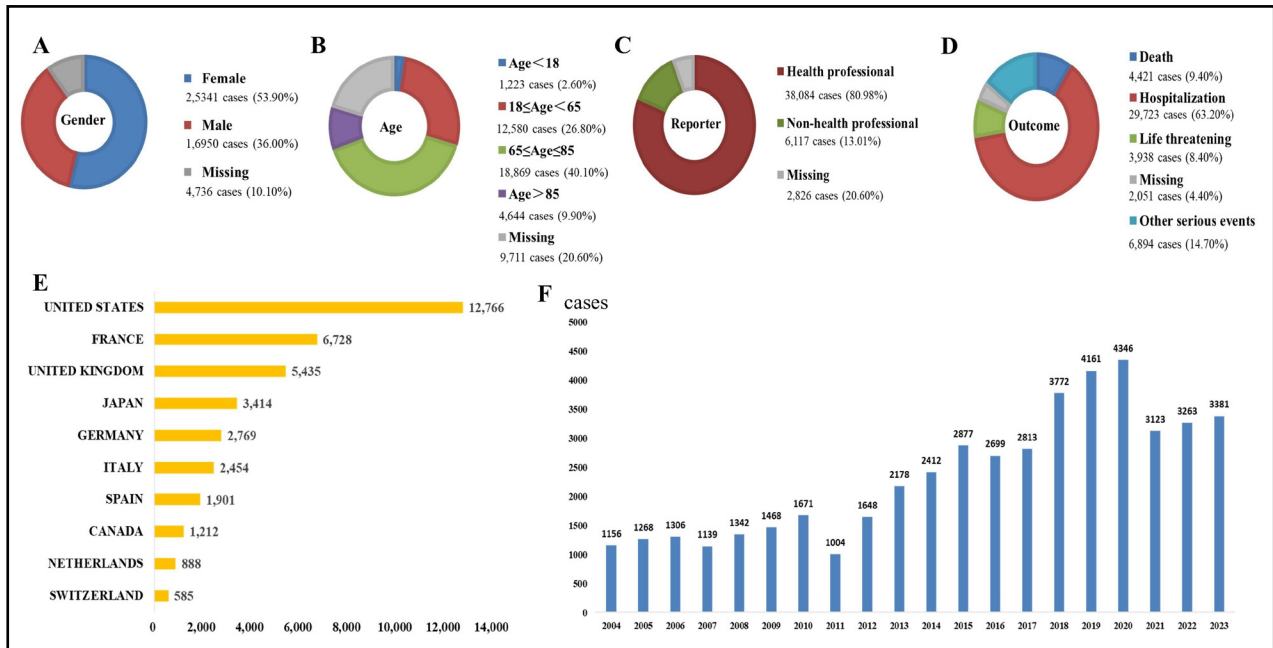 A
Gender
Female
2,5341 cases (53.90%)
Male
1,6950 cases (36.00%)
Missing
4,736 cases (10.10%)
B
Age
Age<18
1,223 cases (2.60%)
18≤Age<65
12,580 cases (26.80%)
65≤Age≤85
18,869 cases (40.10%)
Age>85
4,644 cases (9.90%)
Missing
9,711 cases (20.60%)
C
Reporter
Health professional
38,084 cases (80.98%)
Non-health professional
6,117 cases (13.01%)
Missing
2,826 cases (20.60%)
D
Outcome
Death
4,421 cases (9.40%)
Hospitalization
29,723 cases (63.20%)
Life threatening
3,938 cases (8.40%)
Missing
2,051 cases (4.40%)
Other serious events
6,894 cases (14.70%)
E
UNITED STATES 12,766
FRANCE 6,728
UNITED KINGDOM 5,435
JAPAN 3,414
GERMANY 2,769
ITALY 2,454
SPAIN 1,901
CANADA 1,212
NETHERLANDS 888
SWITZERLAND 585
0 2,000 4,000 6,000 8,000 10,000 12,000 14,000
F
cases
5000
4500
4000
3500
3000
2500
2000
1500
1000
500
0
1156 1268 1306 1139 1342 1468 1671 1004 1648 2178 2412 2877 2699 2813 3772 4161 4346 3123 3263 3381
2004 2005 2006 2007 2008 2009 2010 2011 2012 2013 2014 2015 2016 2017 2018 2019 2020 2021 2022 2023